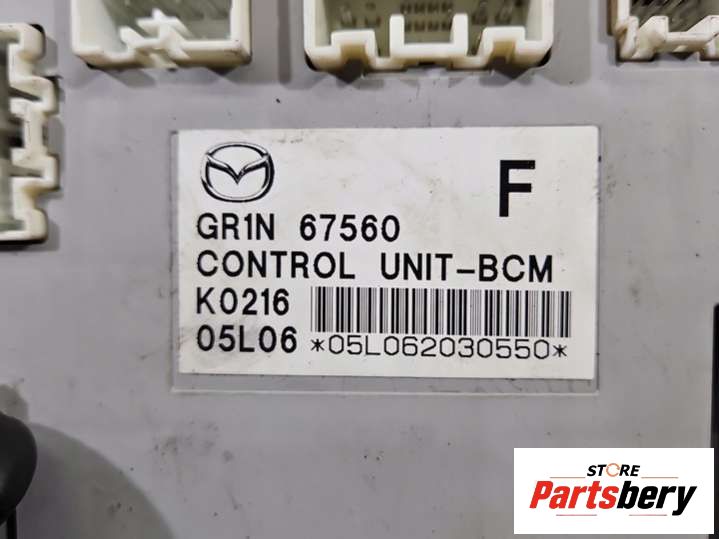 F
GR1N 67560
CONTROL UNIT-BCM
K0216
05L06 *05L062030550*
STORE
Partsbery